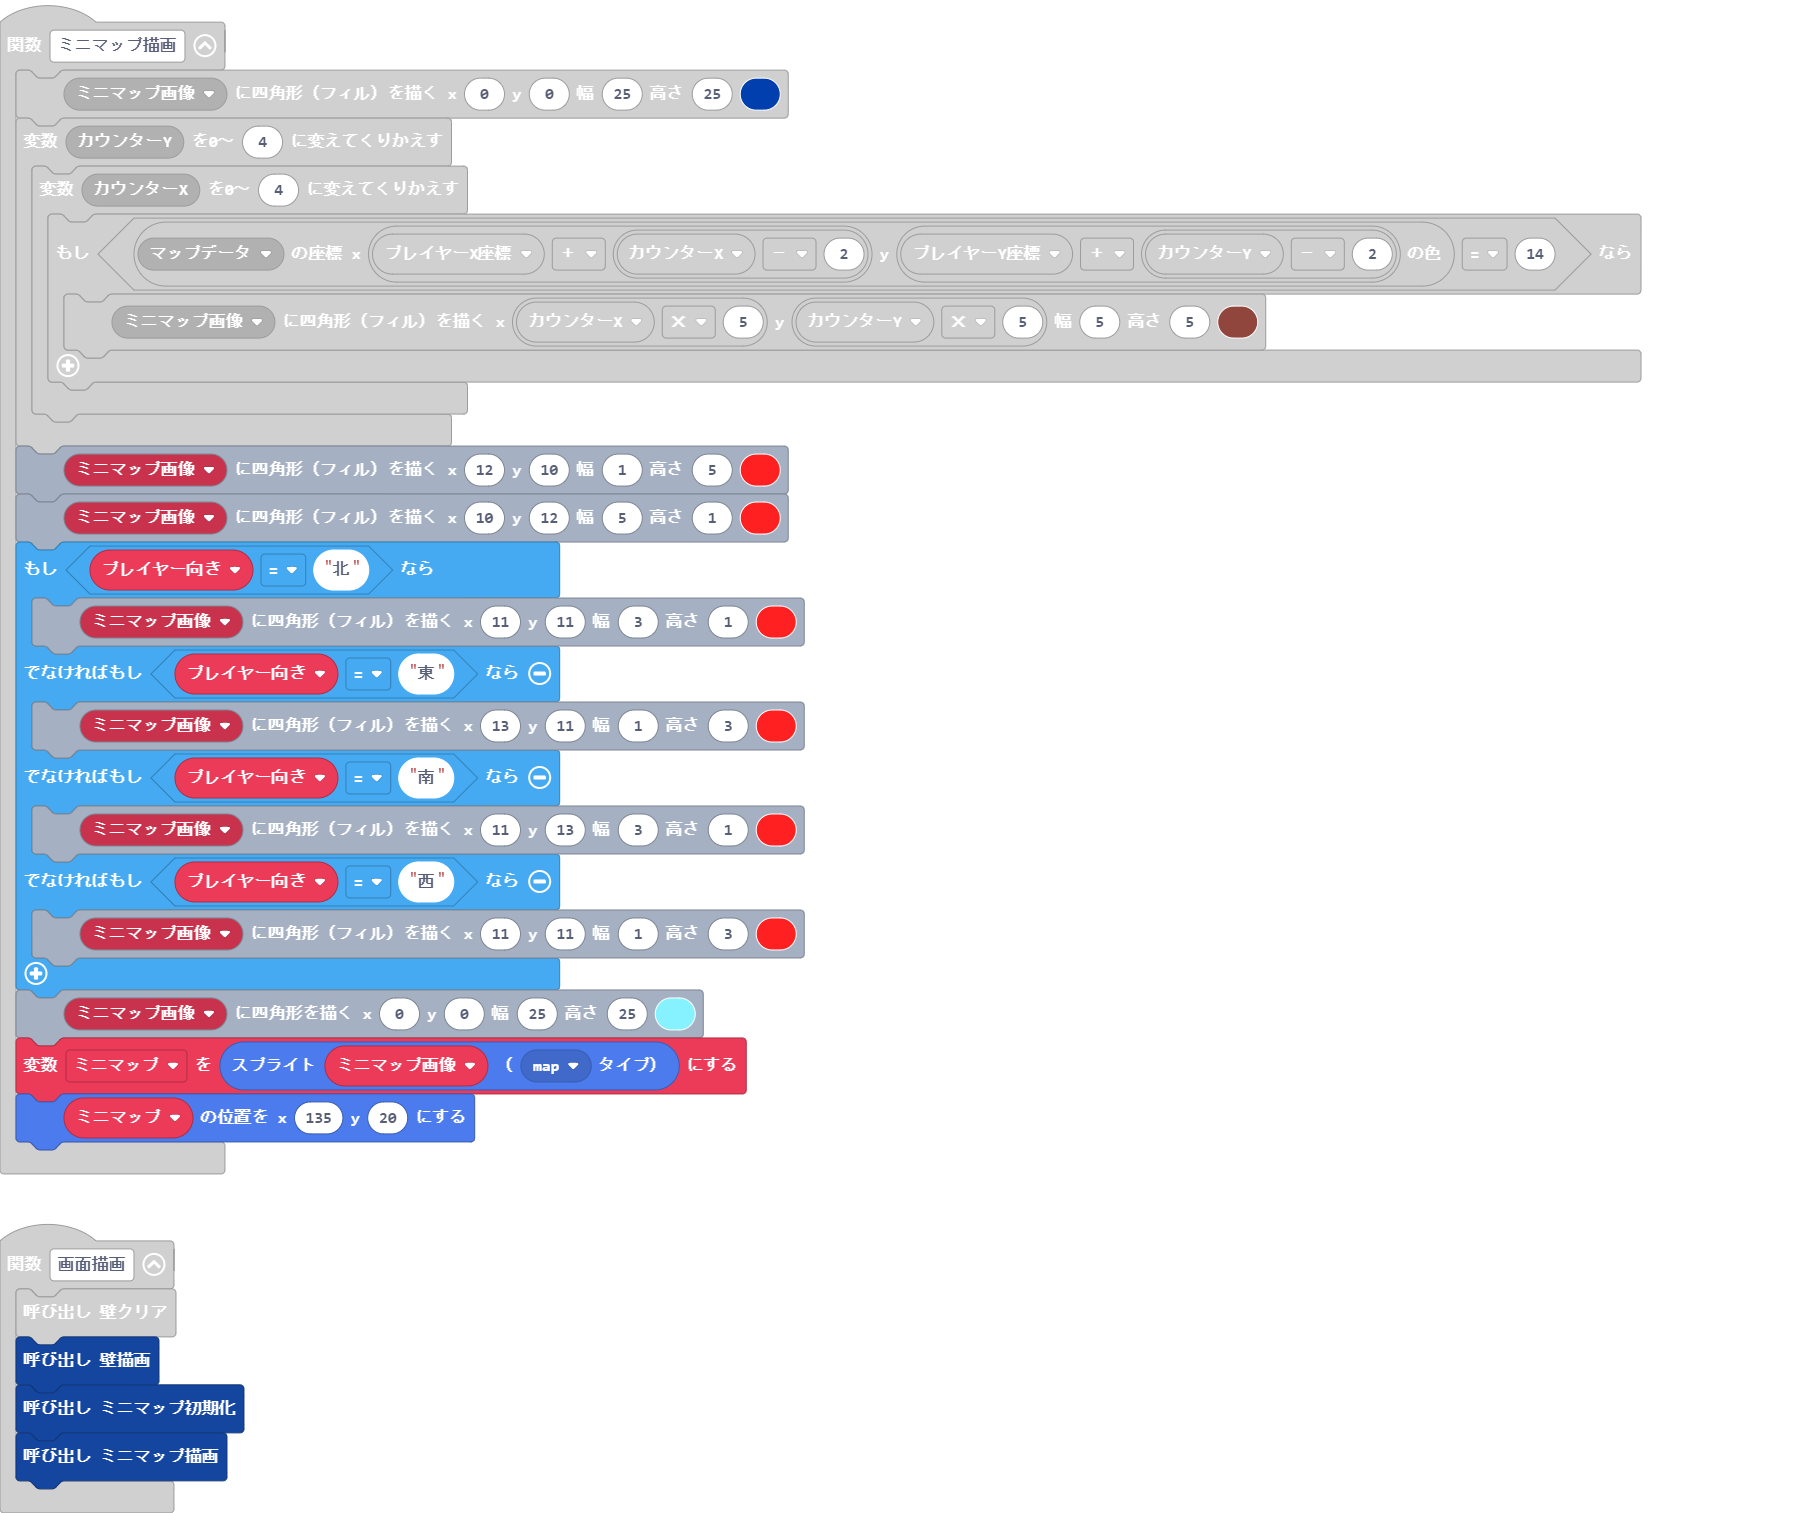 関数 ミニマップ描画
ミニマップ画像 に四角形（フィル）を描く x 0 y 0 幅 25 高さ 25
変数 カウンターY を0〜 4 に変えてくりかえす
変数 カウンターX を0〜 4 に変えてくりかえす
もし マップデータ の座標 x プレイヤーX座標 + カウンターX - 2 y プレイヤーY座標 + カウンターY - 2 の色 = 14 なら
ミニマップ画像 に四角形（フィル）を描く x カウンターX × 5 y カウンターY × 5 幅 5 高さ 5
ミニマップ画像 に四角形（フィル）を描く x 12 y 10 幅 1 高さ 5
ミニマップ画像 に四角形（フィル）を描く x 10 y 12 幅 5 高さ 1
もし プレイヤー向き = "北" なら
ミニマップ画像 に四角形（フィル）を描く x 11 y 11 幅 3 高さ 1
でなければもし プレイヤー向き = "東" なら
ミニマップ画像 に四角形（フィル）を描く x 13 y 11 幅 1 高さ 3
でなければもし プレイヤー向き = "南" なら
ミニマップ画像 に四角形（フィル）を描く x 11 y 13 幅 3 高さ 1
でなければもし プレイヤー向き = "西" なら
ミニマップ画像 に四角形（フィル）を描く x 11 y 11 幅 1 高さ 3
ミニマップ画像 に四角形を描く x 0 y 0 幅 25 高さ 25
変数 ミニマップ を スプライト ミニマップ画像 （ map タイプ） にする
ミニマップ の位置を x 135 y 20 にする
関数 画面描画
呼び出し 壁クリア
呼び出し 壁描画
呼び出し ミニマップ初期化
呼び出し ミニマップ描画